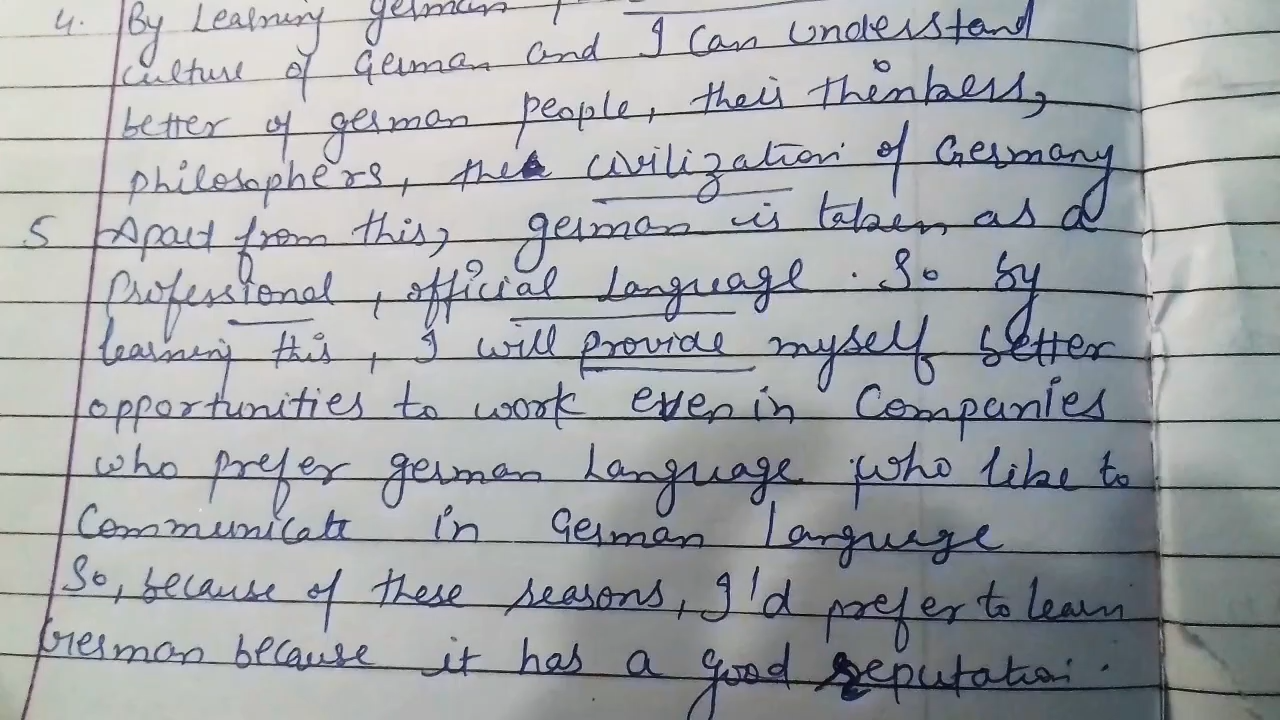 4. By Learning german,
culture of German and I can understand
better of german people, their thinkers,
philosophers, the civilization of Germany
5 Apart from this, german is taken as a
Professional, official Language. So by
learning this, I will provide myself better
opportunities to work even in Companies
who prefer german Language who like to
Communicate in German language
So, because of these reasons, I'd prefer to learn
German because it has a good reputation.